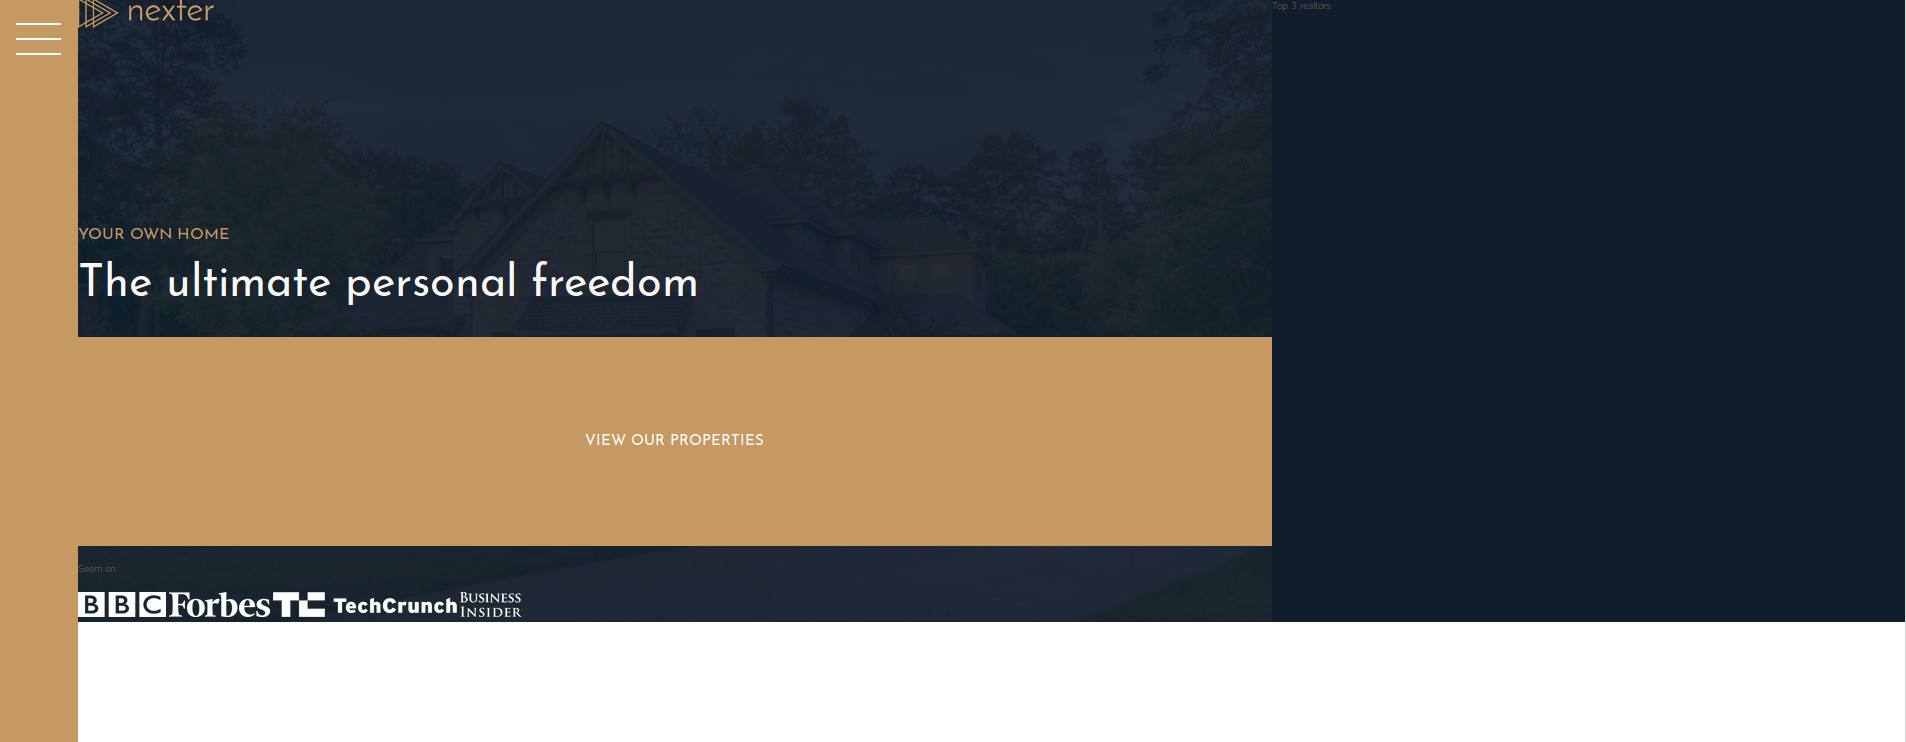 nexter
Top 3 realtors
YOUR OWN HOME
The ultimate personal freedom
VIEW OUR PROPERTIES
Seem on
BBC Forbes TC TechCrunch BUSINESS
INSIDER